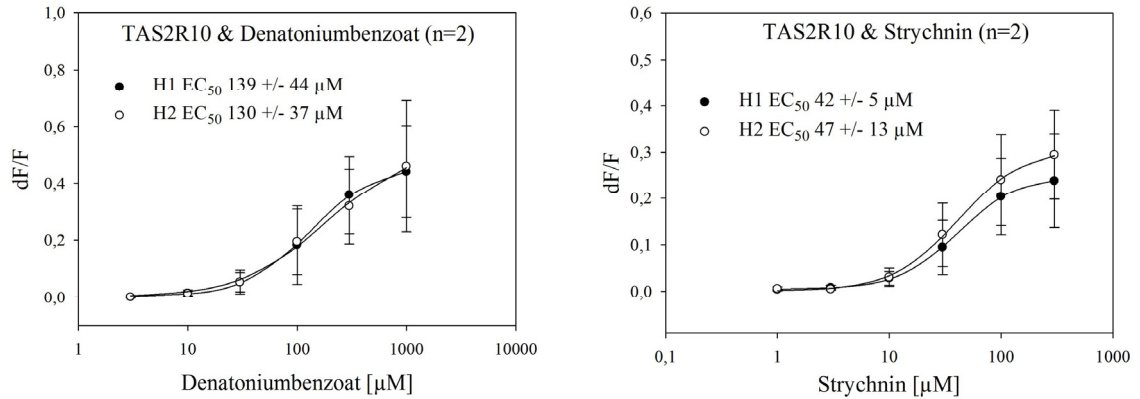 TAS2R10 & Denatoniumbenzoat (n=2)
H1 EC50 139 +/- 44 µM
H2 EC50 130 +/- 37 µM
dF/F
1,0
0,8
0,6
0,4
0,2
0,0
1 10 100 1000 10000
Denatoniumbenzoat [µM]
TAS2R10 & Strychnin (n=2)
H1 EC50 42 +/- 5 µM
H2 EC50 47 +/- 13 µM
dF/F
0,6
0,5
0,4
0,3
0,2
0,1
0,0
0,1 1 10 100 1000
Strychnin [µM]